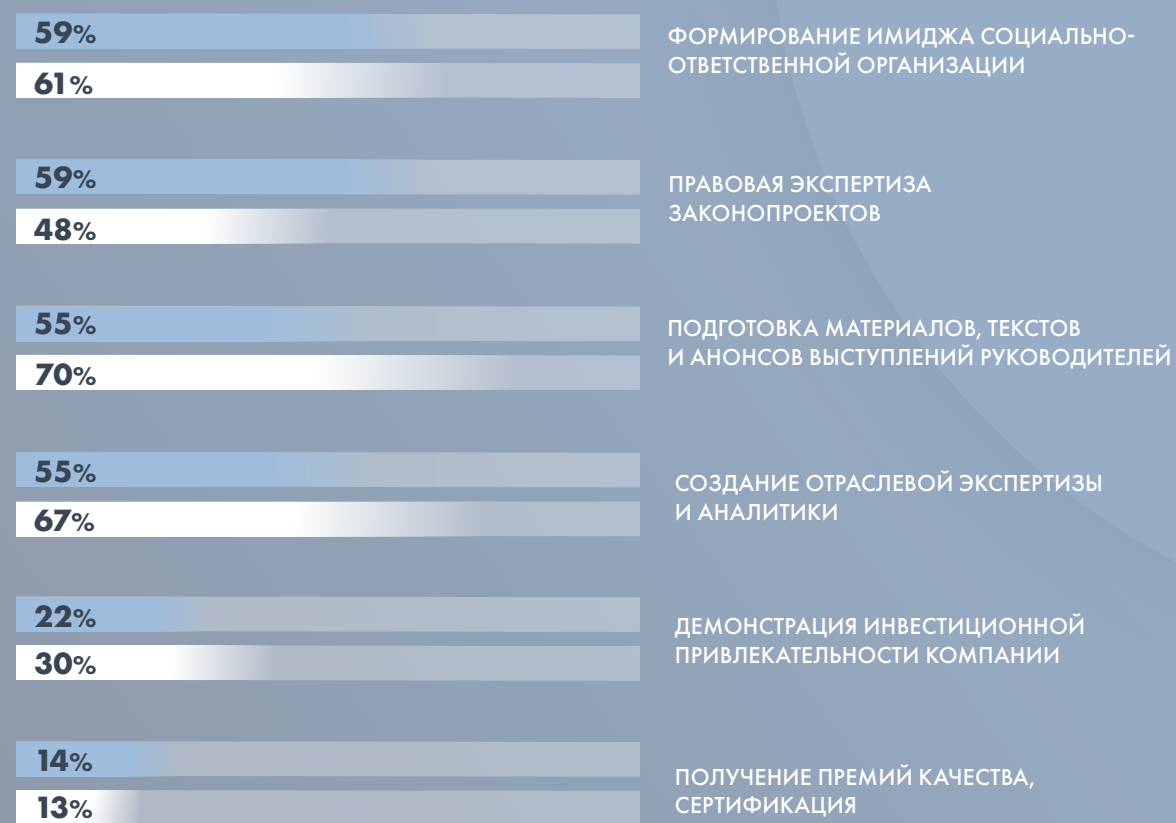 59%
61%
ФОРМИРОВАНИЕ ИМИДЖА СОЦИАЛЬНО-
ОТВЕТСТВЕННОЙ ОРГАНИЗАЦИИ
59%
48%
ПРАВОВАЯ ЭКСПЕРТИЗА
ЗАКОНОПРОЕКТОВ
55%
70%
ПОДГОТОВКА МАТЕРИАЛОВ, ТЕКСТОВ
И АНОНСОВ ВЫСТУПЛЕНИЙ РУКОВОДИТЕЛЕЙ
55%
67%
СОЗДАНИЕ ОТРАСЛЕВОЙ ЭКСПЕРТИЗЫ
И АНАЛИТИКИ
22%
30%
ДЕМОНСТРАЦИЯ ИНВЕСТИЦИОННОЙ
ПРИВЛЕКАТЕЛЬНОСТИ КОМПАНИИ
14%
13%
ПОЛУЧЕНИЕ ПРЕМИЙ КАЧЕСТВА,
СЕРТИФИКАЦИЯ